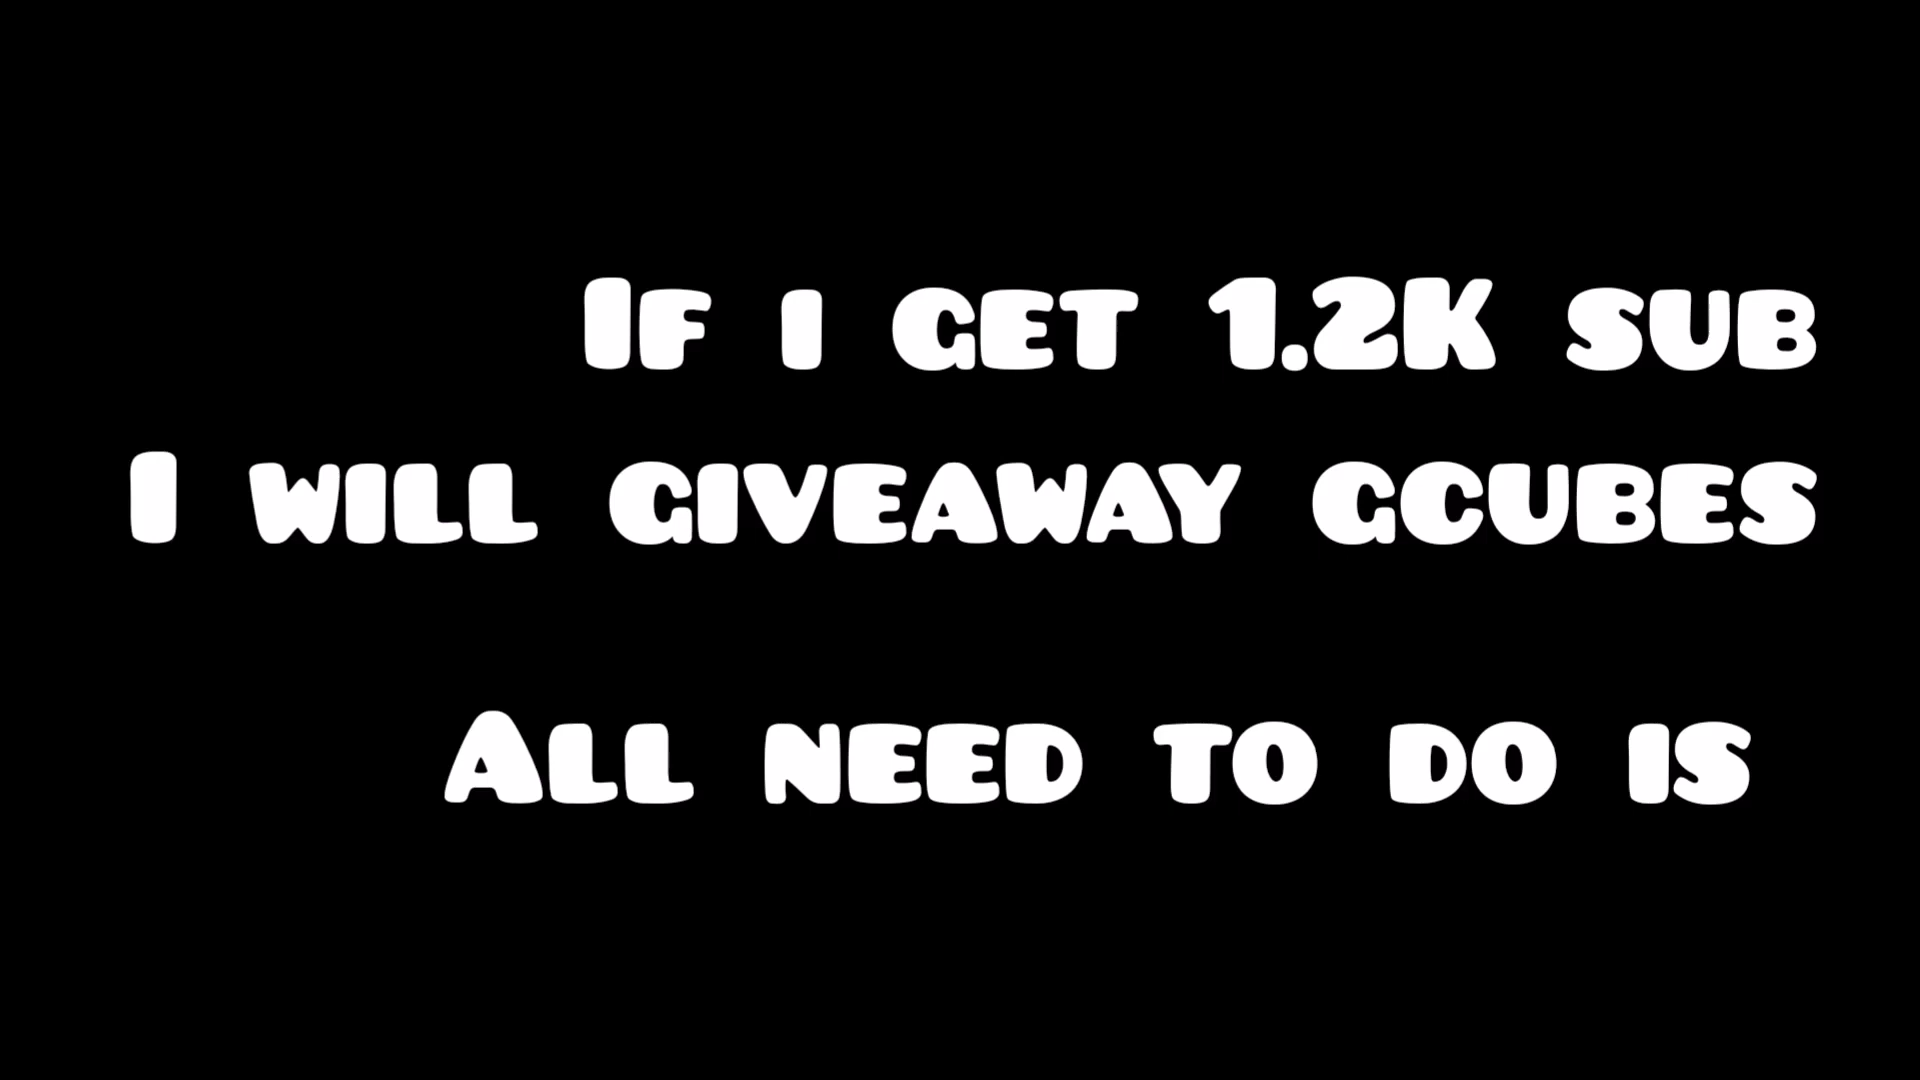 If i get 1.2K sub
I will giveaway gcubes
All need to do is